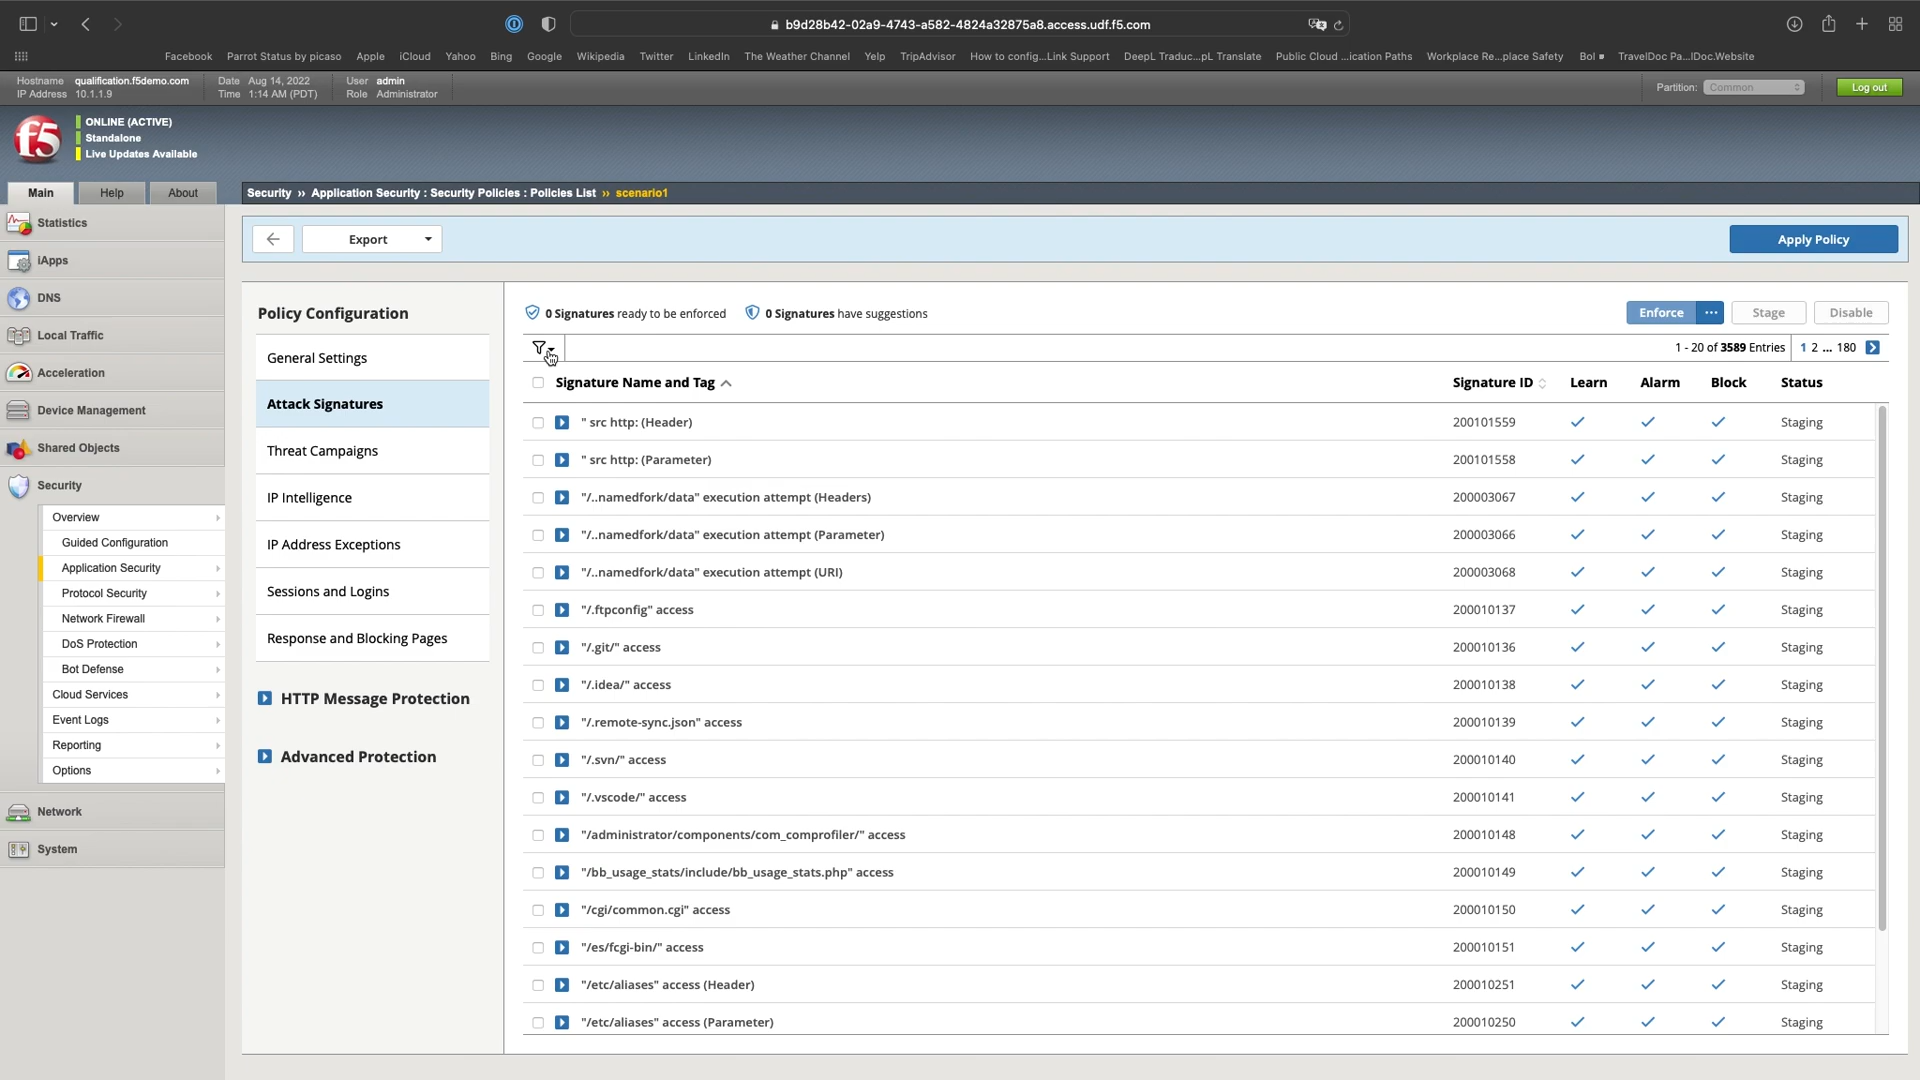 b9d28b42-02a9-4743-a582-4824a32875a8.access.udf.f5.com
Facebook Parrot Status by picaso Apple iCloud Yahoo Bing Google Wikipedia Twitter LinkedIn The Weather Channel Yelp TripAdvisor How to config...Link Support DeepL Traduc...pL Translate Public Cloud ...ication Paths Workplace Re...place Safety Bol TravelDoc Pa...lDoc.Website
Hostname qualification.f5demo.com Date Aug 14, 2022 User admin
IP Address 10.1.1.9 Time 1:14 AM (PDT) Role Administrator
Partition: Common Log out
f5
ONLINE (ACTIVE)
Standalone
Live Updates Available
Main Help About
Security ›› Application Security : Security Policies : Policies List ›› scenario1
Statistics
iApps
DNS
Local Traffic
Acceleration
Device Management
Shared Objects
Security
Overview
Guided Configuration
Application Security
Protocol Security
Network Firewall
DoS Protection
Bot Defense
Cloud Services
Event Logs
Reporting
Options
Network
System
Export
Apply Policy
Policy Configuration
General Settings
Attack Signatures
Threat Campaigns
IP Intelligence
IP Address Exceptions
Sessions and Logins
Response and Blocking Pages
HTTP Message Protection
Advanced Protection
0 Signatures ready to be enforced 0 Signatures have suggestions
Enforce ... Stage Disable
1 - 20 of 3589 Entries 1 2 ... 180
Signature Name and Tag Signature ID Learn Alarm Block Status
" src http: (Header) 200101559 Staging
" src http: (Parameter) 200101558 Staging
"/..namedfork/data" execution attempt (Headers) 200003067 Staging
"/..namedfork/data" execution attempt (Parameter) 200003066 Staging
"/..namedfork/data" execution attempt (URI) 200003068 Staging
"/.ftpconfig" access 200010137 Staging
"/.git/" access 200010136 Staging
"/.idea/" access 200010138 Staging
"/.remote-sync.json" access 200010139 Staging
"/.svn/" access 200010140 Staging
"/.vscode/" access 200010141 Staging
"/administrator/components/com_comprofiler/" access 200010148 Staging
"/bb_usage_stats/include/bb_usage_stats.php" access 200010149 Staging
"/cgi/common.cgi" access 200010150 Staging
"/es/fcgi-bin/" access 200010151 Staging
"/etc/aliases" access (Header) 200010251 Staging
"/etc/aliases" access (Parameter) 200010250 Staging